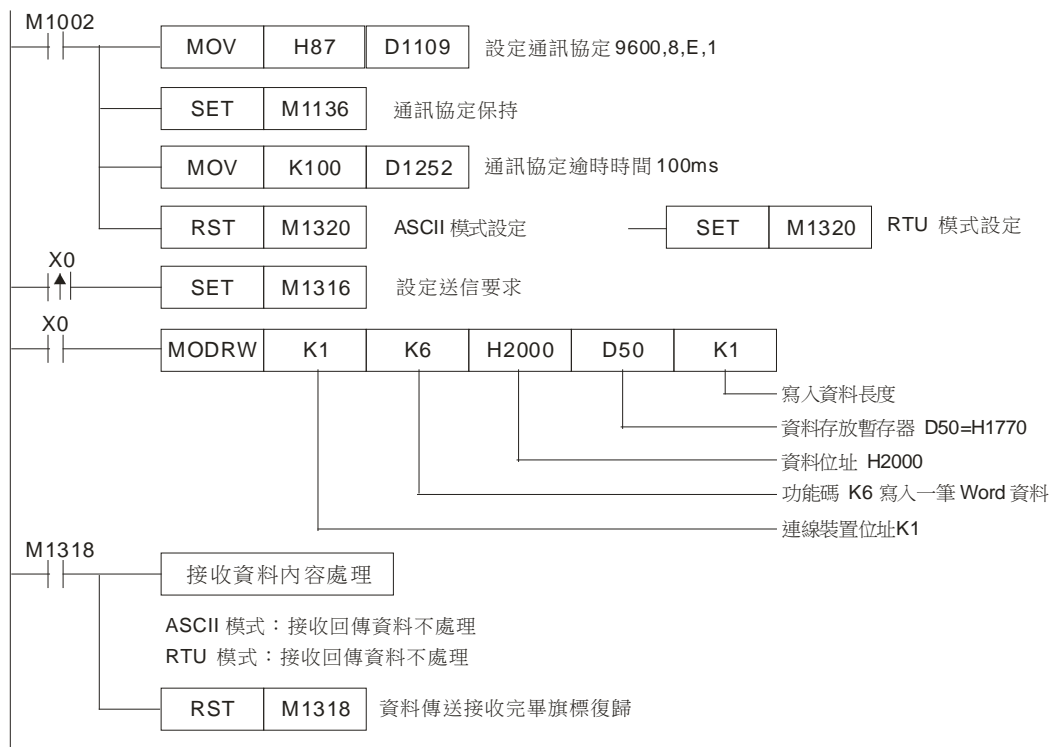 M1002
MOV H87 D1109 設定通訊協定 9600,8,E,1
SET M1136 通訊協定保持
MOV K100 D1252 通訊協定逾時時間 100ms
RST M1320 ASCII 模式設定 SET M1320 RTU 模式設定
X0
SET M1316 設定送信要求
X0
MODRW K1 K6 H2000 D50 K1
寫入資料長度
資料存放暫存器 D50=H1770
資料位址 H2000
功能碼 K6 寫入一筆 Word 資料
連線裝置位址K1
M1318
接收資料內容處理
ASCII 模式：接收回傳資料不處理
RTU 模式：接收回傳資料不處理
RST M1318 資料傳送接收完畢旗標復歸